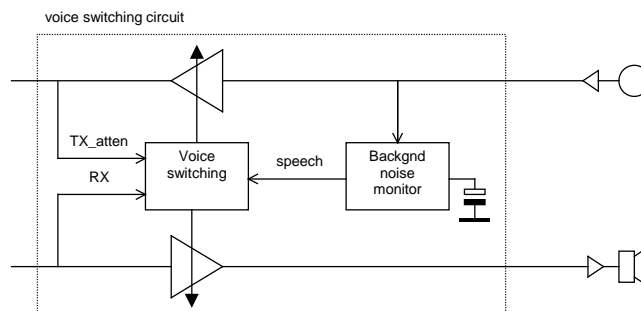 voice switching circuit
TX_atten
RX
Voice
switching
speech
Backgnd
noise
monitor